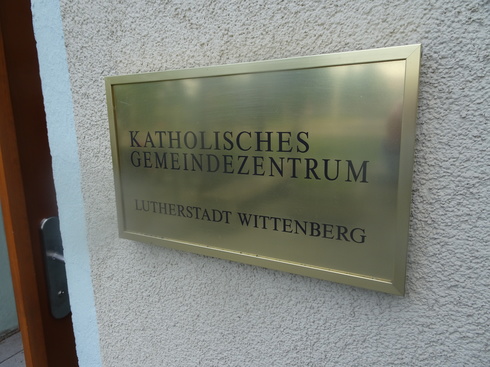 KATHOLISCHES
GEMEINDEZENTRUM
LUTHERSTADT WITTENBERG